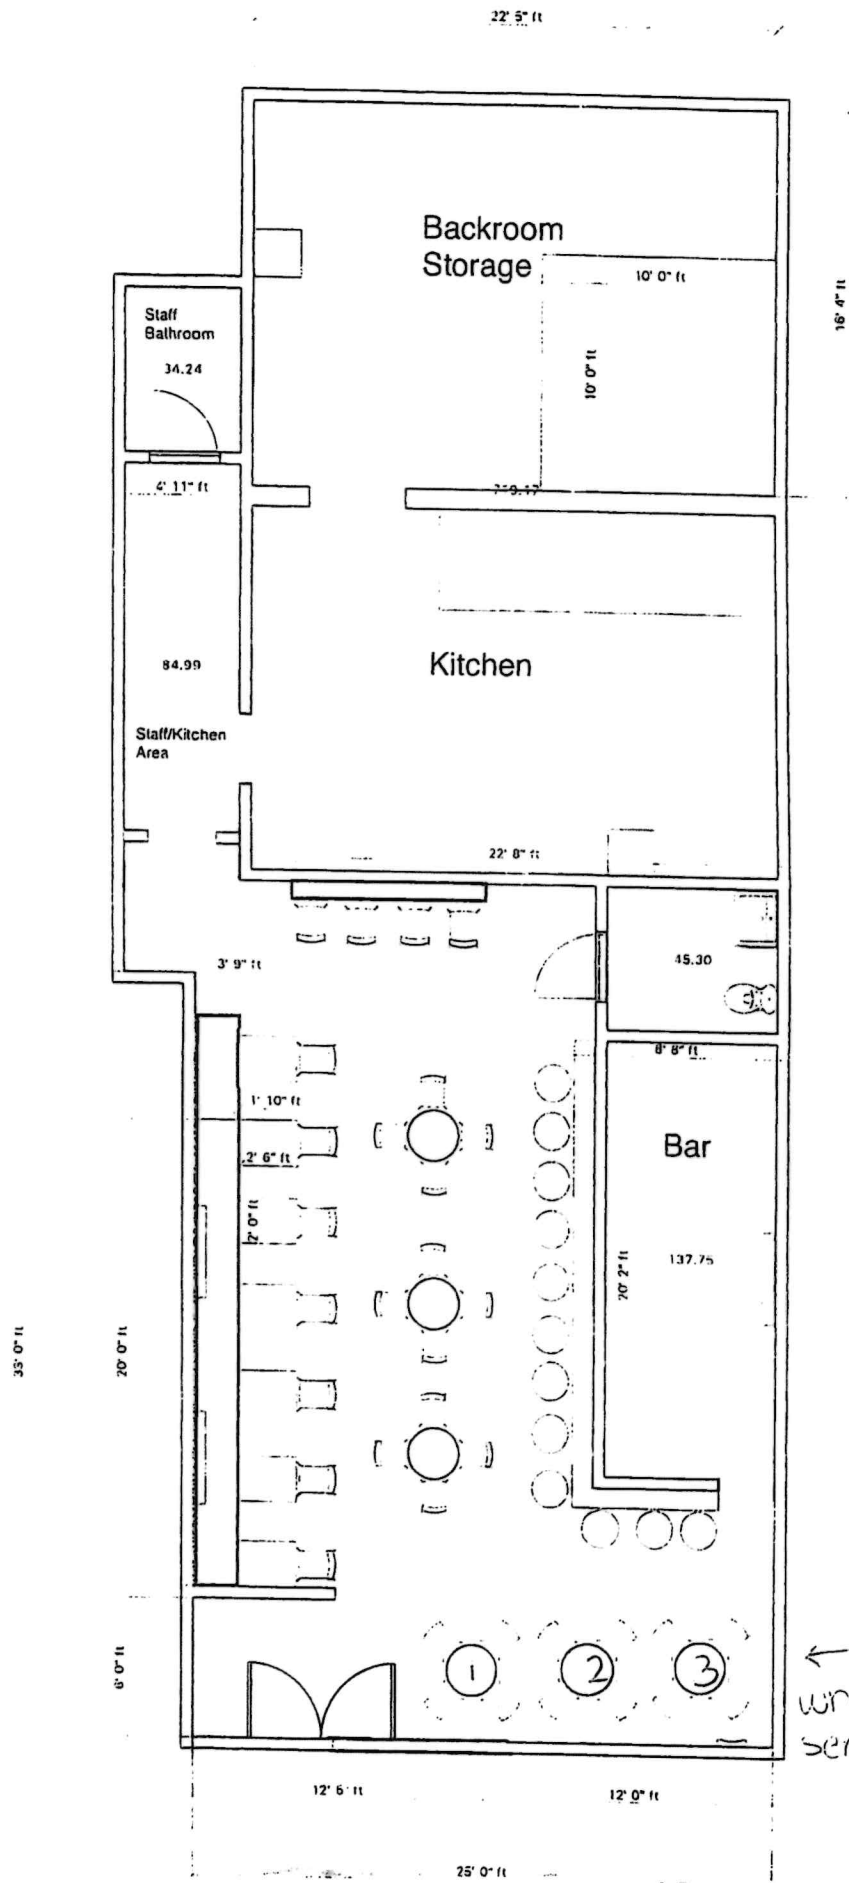 22' 5" ft
Backroom
Storage
10' 0" ft
10' 0" ft
16' 4" ft
Staff
Bathroom
34.24
4' 11" ft
84.99
Kitchen
Staff/Kitchen
Area
22' 8" ft
3' 9" ft
45.30
8' 8" ft
1' 10" ft
2' 6" ft
2' 0" ft
Bar
137.75
20' 2" ft
20' 0" ft
6' 0" ft
1
2
3
12' 6" ft
12' 0" ft
25' 0" ft